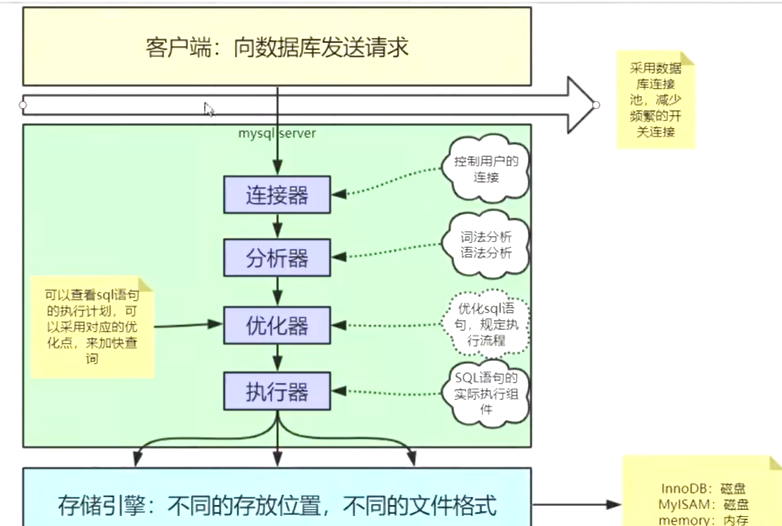 客户端：向数据库发送请求
采用数据
库连接
池，减少
频繁的开
关连接
mysql server
控制用户的
连接
连接器
词法分析
语法分析
分析器
可以查看sql语句
的执行计划，可
以采用对应的优
化点，来加快查
词
优化器
优化sql语
句，规定执
行流程
执行器
SQL语句的
实际执行组
件
存储引擎：不同的存放位置，不同的文件格式
InnoDB：磁盘
MyISAM：磁盘
memory：内存